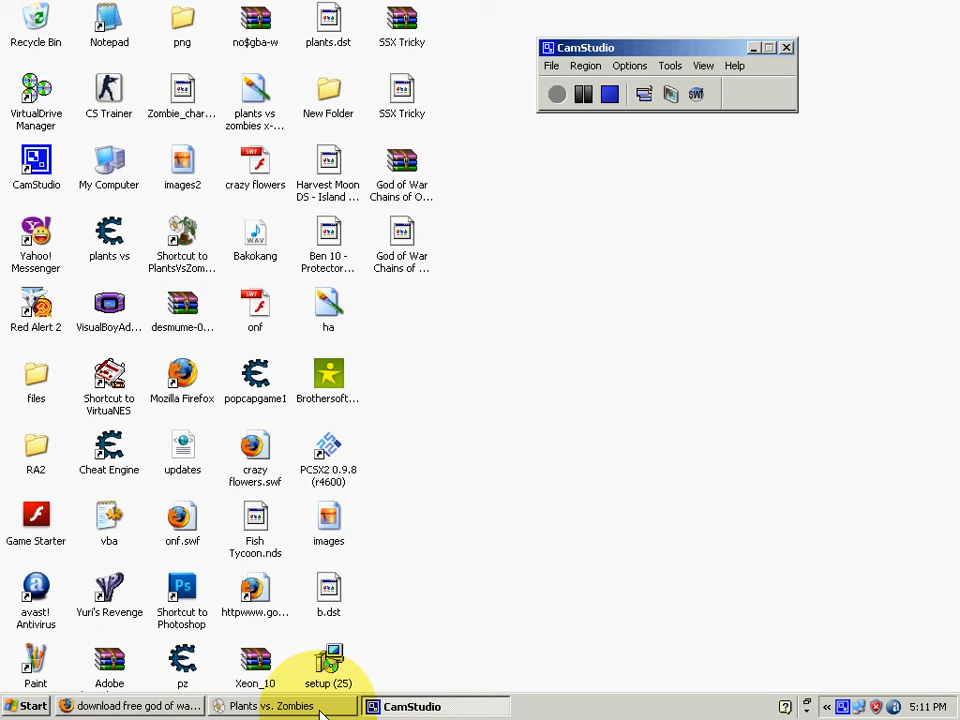 Recycle Bin
Notepad
png
no$gba-w
plants.dst
SSX Tricky
VirtualDrive
Manager
CS Trainer
Zombie_char...
plants vs
zombies x-...
New Folder
SSX Tricky
CamStudio
My Computer
images2
crazy flowers
Harvest Moon
DS - Island ...
God of War
Chains of O...
Yahoo!
Messenger
plants vs
Shortcut to
PlantsVsZom...
Bakokang
Ben 10 -
Protector...
God of War
Chains of O...
Red Alert 2
VisualBoyAd...
desmume-0...
onf
ha
files
Shortcut to
VirtuaNES
Mozilla Firefox
popcapgame1
Brothersoft...
RA2
Cheat Engine
updates
crazy
flowers.swf
PCSX2 0.9.8
(r4600)
Game Starter
vba
onf.swf
Fish
Tycoon.nds
images
avast!
Antivirus
Yuri's Revenge
Shortcut to
Photoshop
httpwww.go...
b.dst
Paint
Adobe
pz
Xeon_10
setup (25)
CamStudio
File Region Options Tools View Help
SWF
Start
download free god of wa...
Plants vs. Zombies
CamStudio
5:11 PM